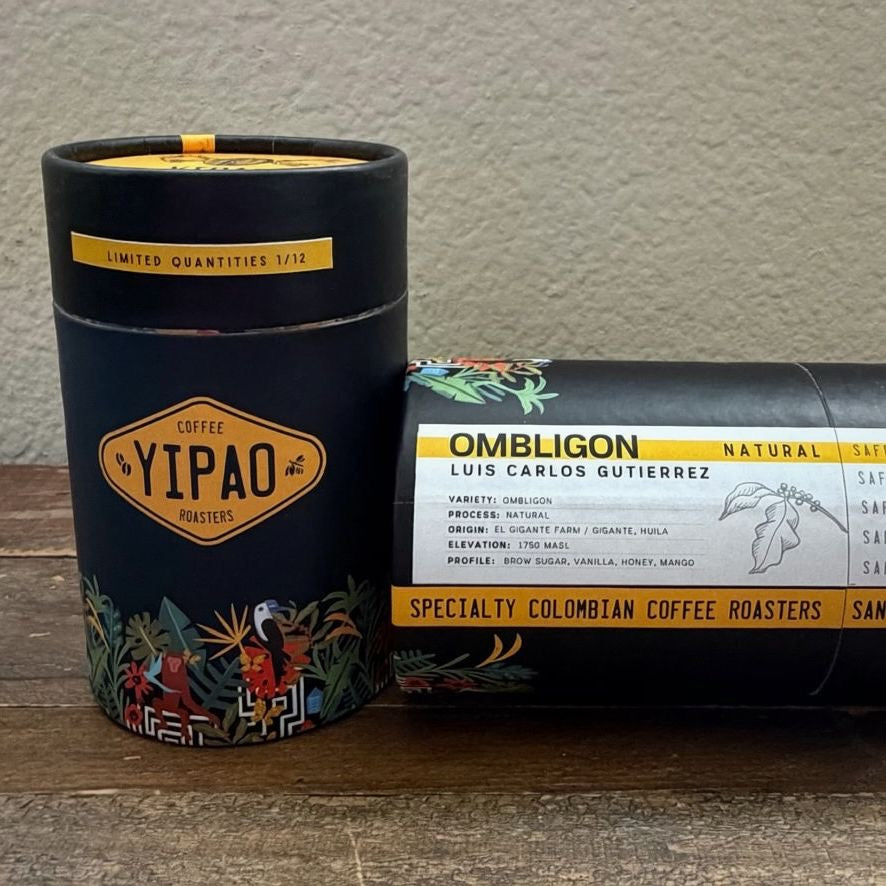 LIMITED QUANTITIES 1/12
COFFEE
YIPAO
ROASTERS
OMBLIGON
NATURAL
LUIS CARLOS GUTIERREZ
VARIETY: OMBLIGON
PROCESS: NATURAL
ORIGIN: EL GIGANTE FARM / GIGANTE, HUILA
ELEVATION: 1750 MASL
PROFILE: BROW SUGAR, VANILLA, HONEY, MANGO
SPECIALTY COLOMBIAN COFFEE ROASTERS